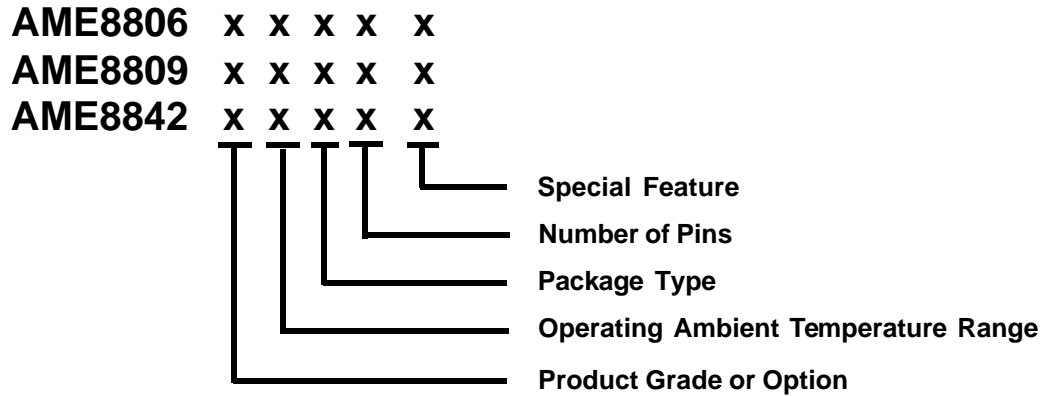 AME8806 x x x x x
AME8809 x x x x x
AME8842 x x x x x
Special Feature
Number of Pins
Package Type
Operating Ambient Temperature Range
Product Grade or Option